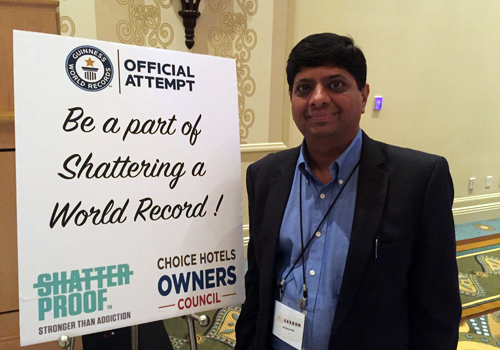 GUINNESS
WORLD RECORDS
OFFICIAL
ATTEMPT
Be a part of
Shattering a
World Record !
SHATTER
PROOF™
STRONGER THAN ADDICTION
CHOICE HOTELS
OWNERS
COUNCIL